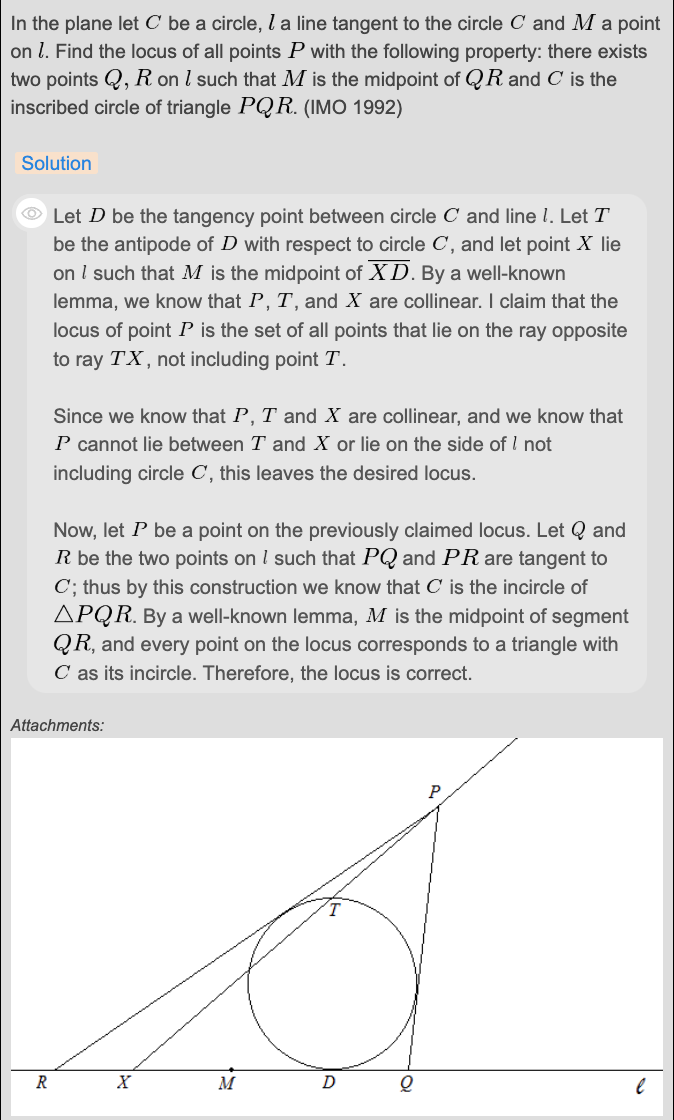 In the plane let C be a circle, l a line tangent to the circle C and M a point
on l. Find the locus of all points P with the following property: there exists
two points Q, R on l such that M is the midpoint of QR and C is the
inscribed circle of triangle PQR. (IMO 1992)
Solution
Let D be the tangency point between circle C and line l. Let T
be the antipode of D with respect to circle C, and let point X lie
on l such that M is the midpoint of \overline{XD}. By a well-known
lemma, we know that P, T, and X are collinear. I claim that the
locus of point P is the set of all points that lie on the ray opposite
to ray TX, not including point T.
Since we know that P, T and X are collinear, and we know that
P cannot lie between T and X or lie on the side of l not
including circle C, this leaves the desired locus.
Now, let P be a point on the previously claimed locus. Let Q and
R be the two points on l such that PQ and PR are tangent to
C; thus by this construction we know that C is the incircle of
△PQR. By a well-known lemma, M is the midpoint of segment
QR, and every point on the locus corresponds to a triangle with
C as its incircle. Therefore, the locus is correct.
Attachments:
P
T
R X M D Q ℓ